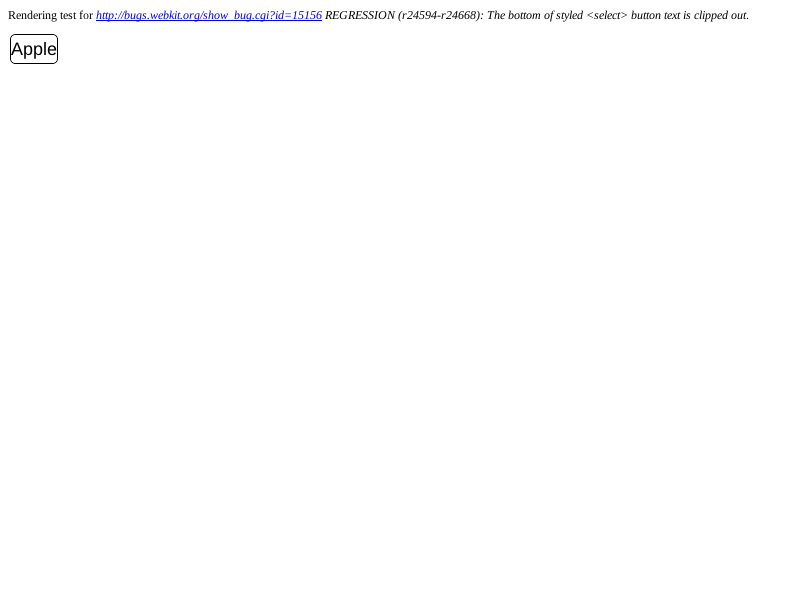 Rendering test for http://bugs.webkit.org/show_bug.cgi?id=15156 REGRESSION (r24594-r24668): The bottom of styled <select> button text is clipped out.
Apple